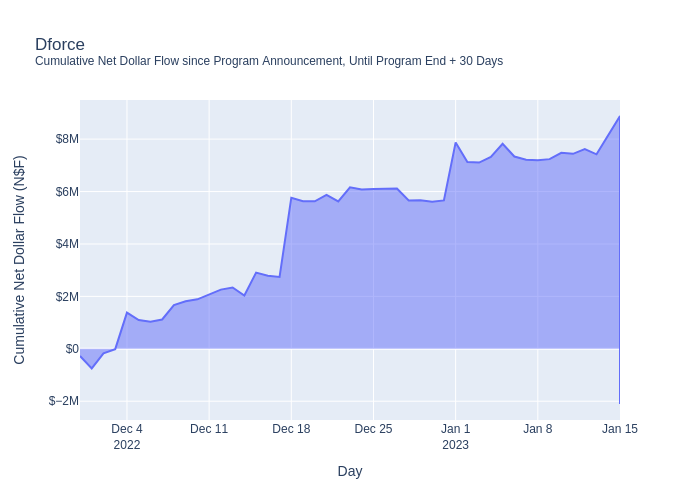 Dforce
Cumulative Net Dollar Flow since Program Announcement, Until Program End + 30 Days
Cumulative Net Dollar Flow (N$F)
$8M
$6M
$4M
$2M
$0
$−2M
Dec 4
2022
Dec 11
Dec 18
Dec 25
Jan 1
2023
Jan 8
Jan 15
Day